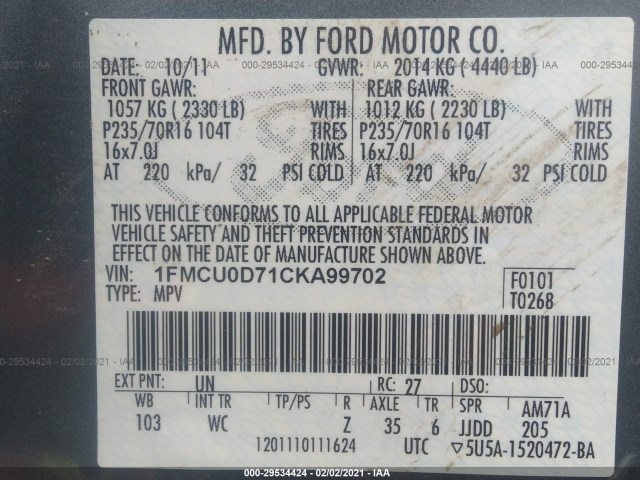 MFD. BY FORD MOTOR CO.
000-29534424 - 02/02/2021 - IAA
DATE: 10/11 GVWR: 2014 KG ( 4440 LB)
FRONT GAWR: REAR GAWR:
1057 KG ( 2330 LB) WITH 1012 KG ( 2230 LB) WITH
P235/70R16 104T TIRES P235/70R16 104T TIRES
16x7.0J RIMS 16x7.0J RIMS
AT 220 kPa/ 32 PSI COLD AT 220 kPa/ 32 PSI COLD
THIS VEHICLE CONFORMS TO ALL APPLICABLE FEDERAL MOTOR
VEHICLE SAFETY AND THEFT PREVENTION STANDARDS IN
EFFECT ON THE DATE OF MANUFACTURE SHOWN ABOVE.
VIN: 1FMCU0D71CKA99702 F0101
TYPE: MPV T0268
000-29534424 - 02/02/2021 - IAA
EXT PNT: UN RC: 27 DSO:
WB INT TR TP/PS R AXLE TR SPR AM71A
103 WC Z 35 6 JJDD 205
1201110111624 UTC ▽5U5A-1520472-BA
000-29534424 - 02/02/2021 - IAA